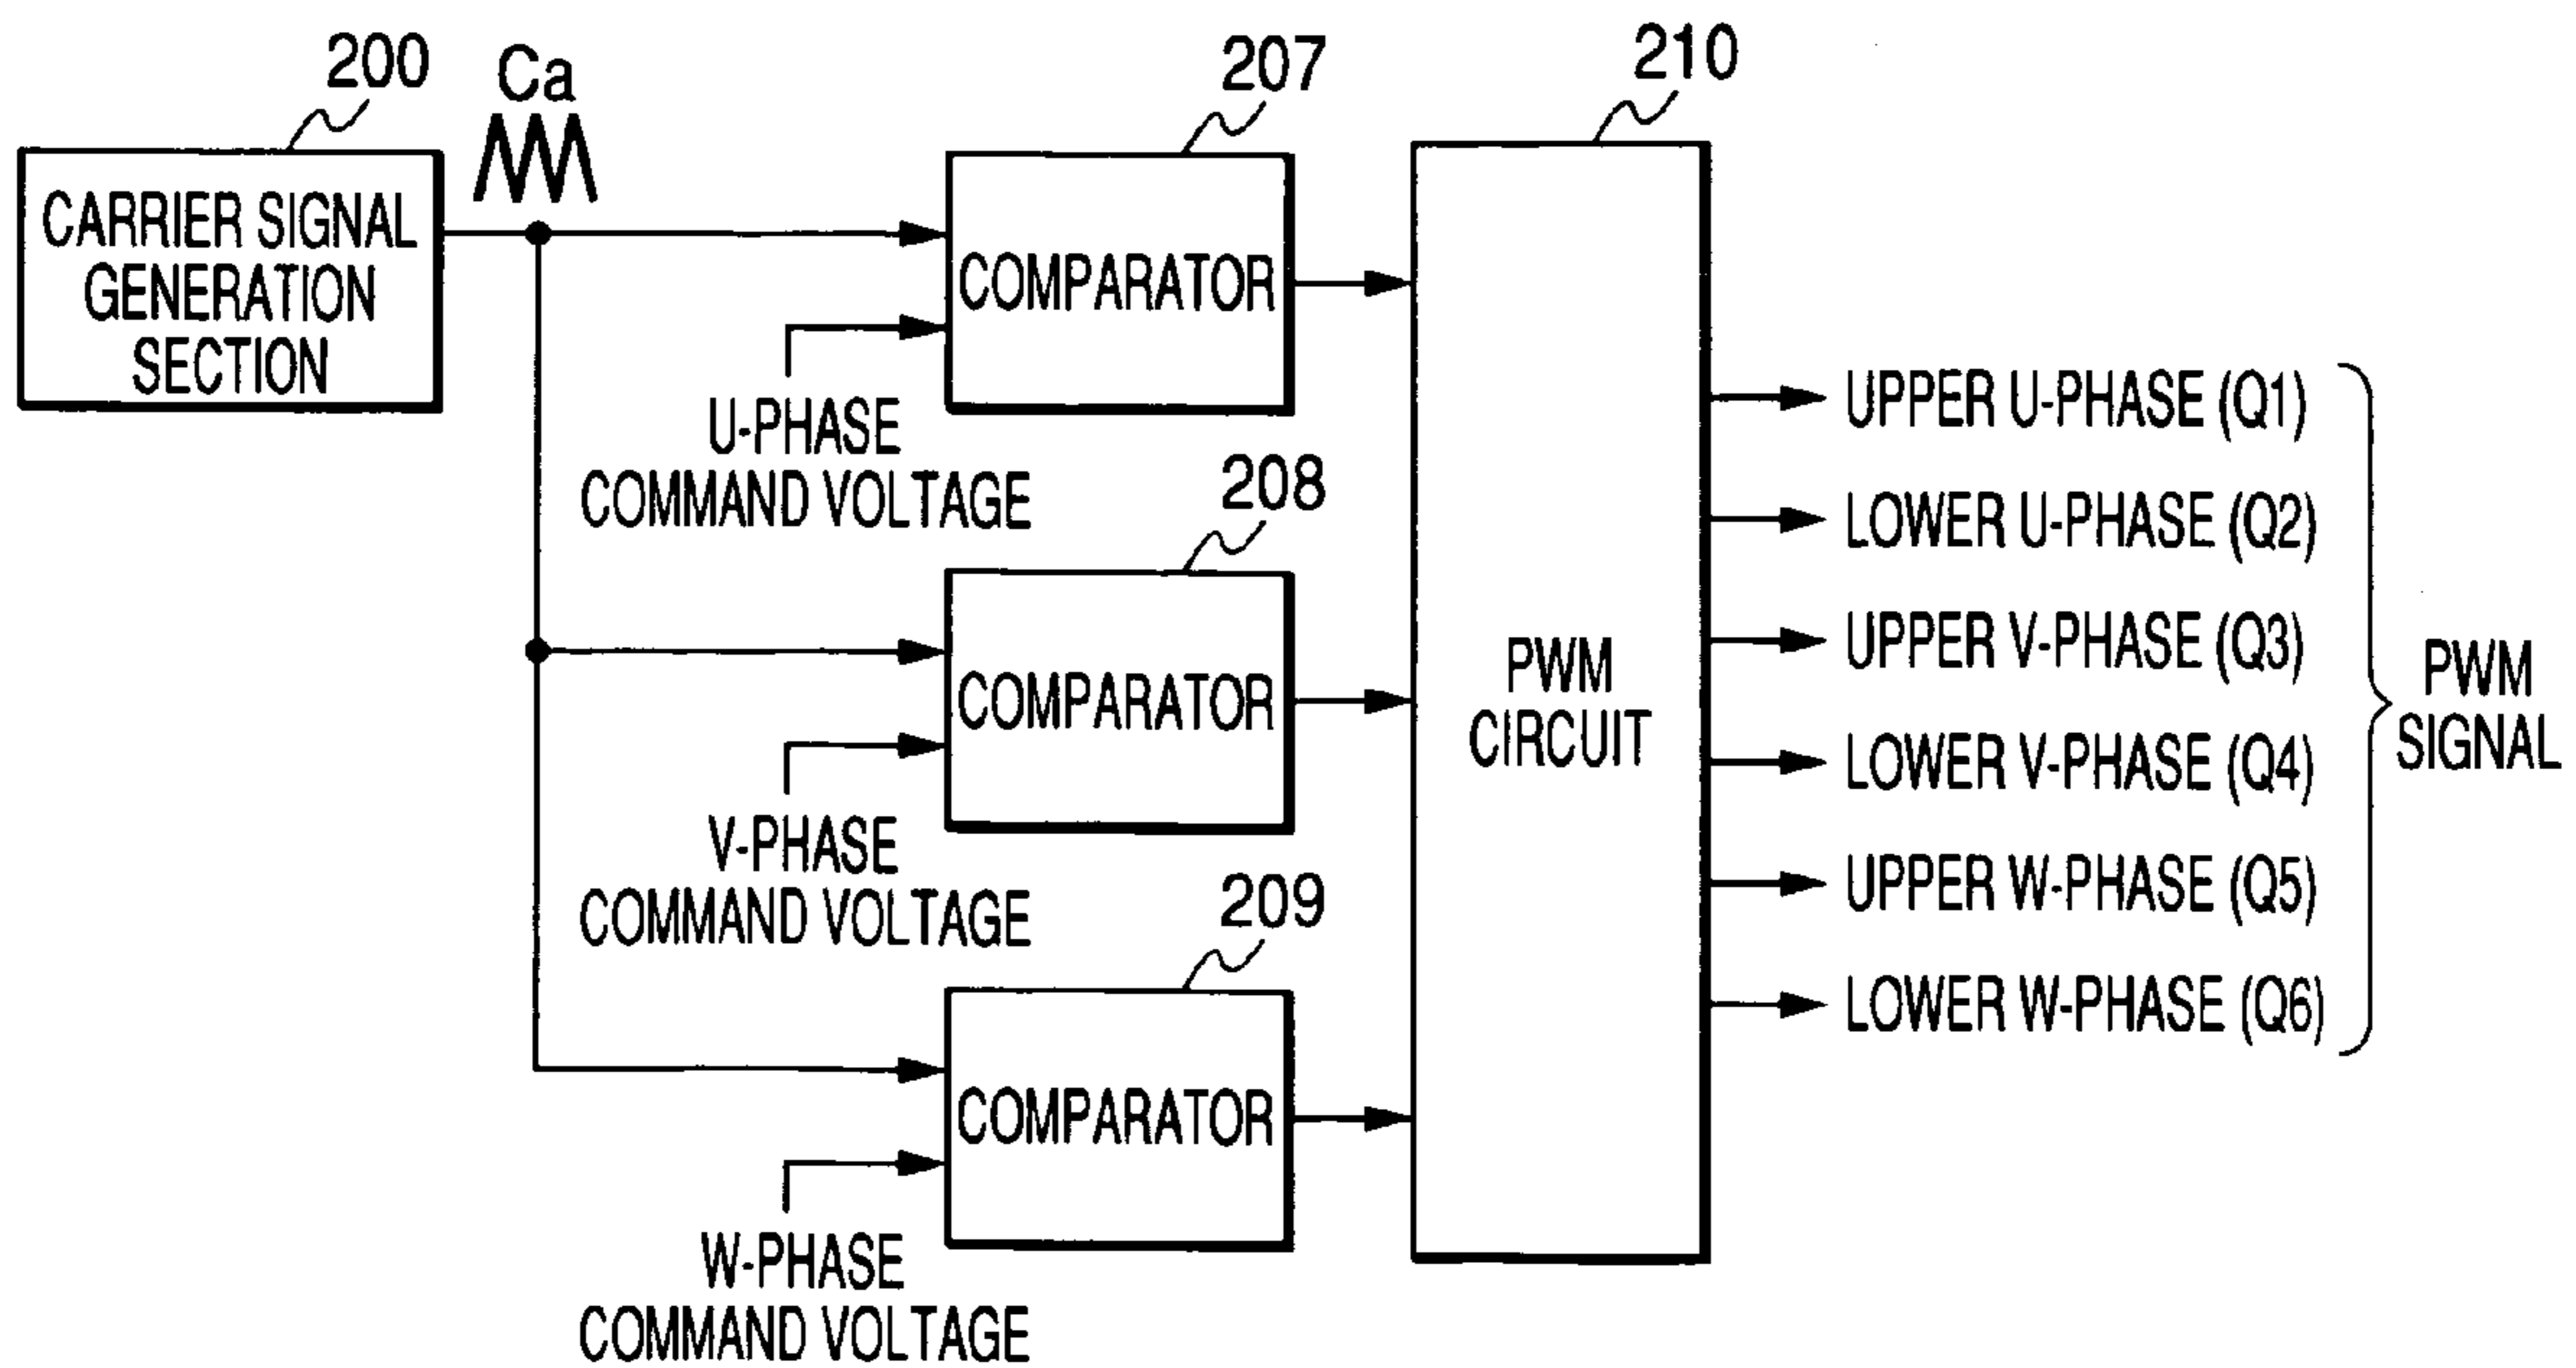 200
Ca
207
210
CARRIER SIGNAL
GENERATION
SECTION
COMPARATOR
U-PHASE
COMMAND VOLTAGE
208
COMPARATOR
V-PHASE
COMMAND VOLTAGE
209
COMPARATOR
W-PHASE
COMMAND VOLTAGE
PWM
CIRCUIT
UPPER U-PHASE (Q1)
LOWER U-PHASE (Q2)
UPPER V-PHASE (Q3)
LOWER V-PHASE (Q4)
UPPER W-PHASE (Q5)
LOWER W-PHASE (Q6)
PWM
SIGNAL